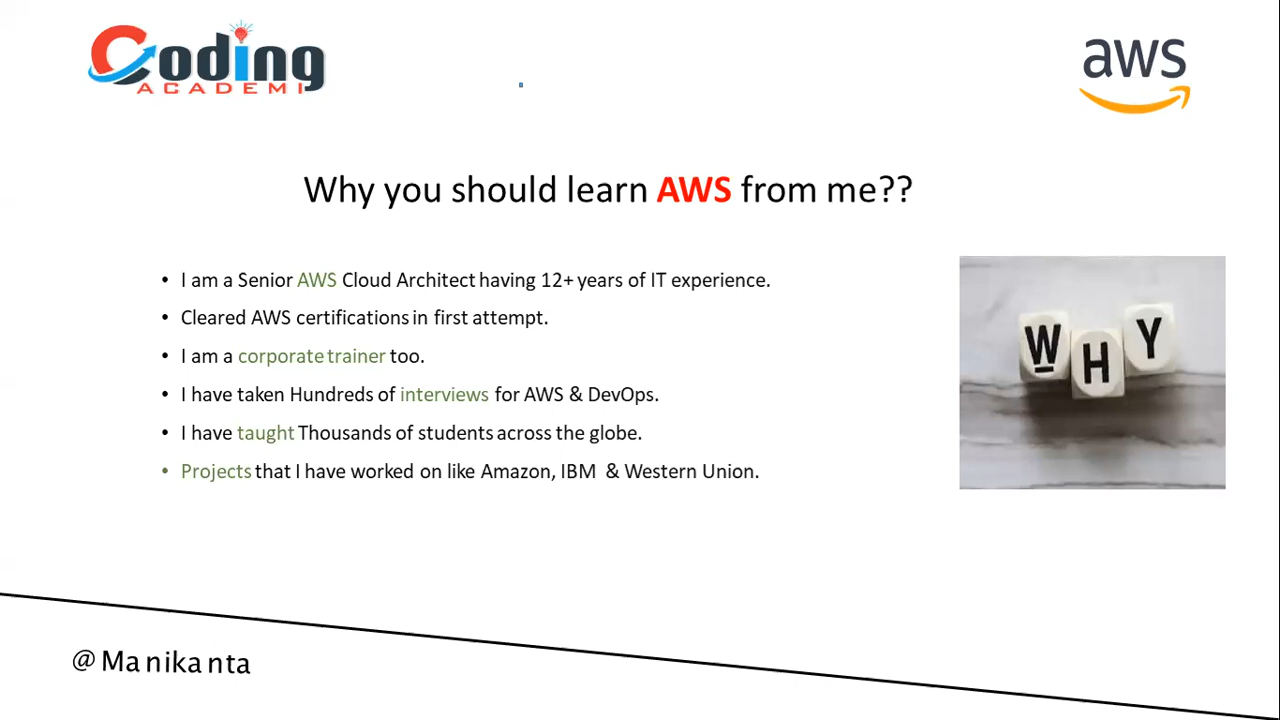 Coding
ACADEMI
aws
Why you should learn AWS from me??
• I am a Senior AWS Cloud Architect having 12+ years of IT experience.
• Cleared AWS certifications in first attempt.
• I am a corporate trainer too.
• I have taken Hundreds of interviews for AWS & DevOps.
• I have taught Thousands of students across the globe.
• Projects that I have worked on like Amazon, IBM & Western Union.
WHY
@Manikanta